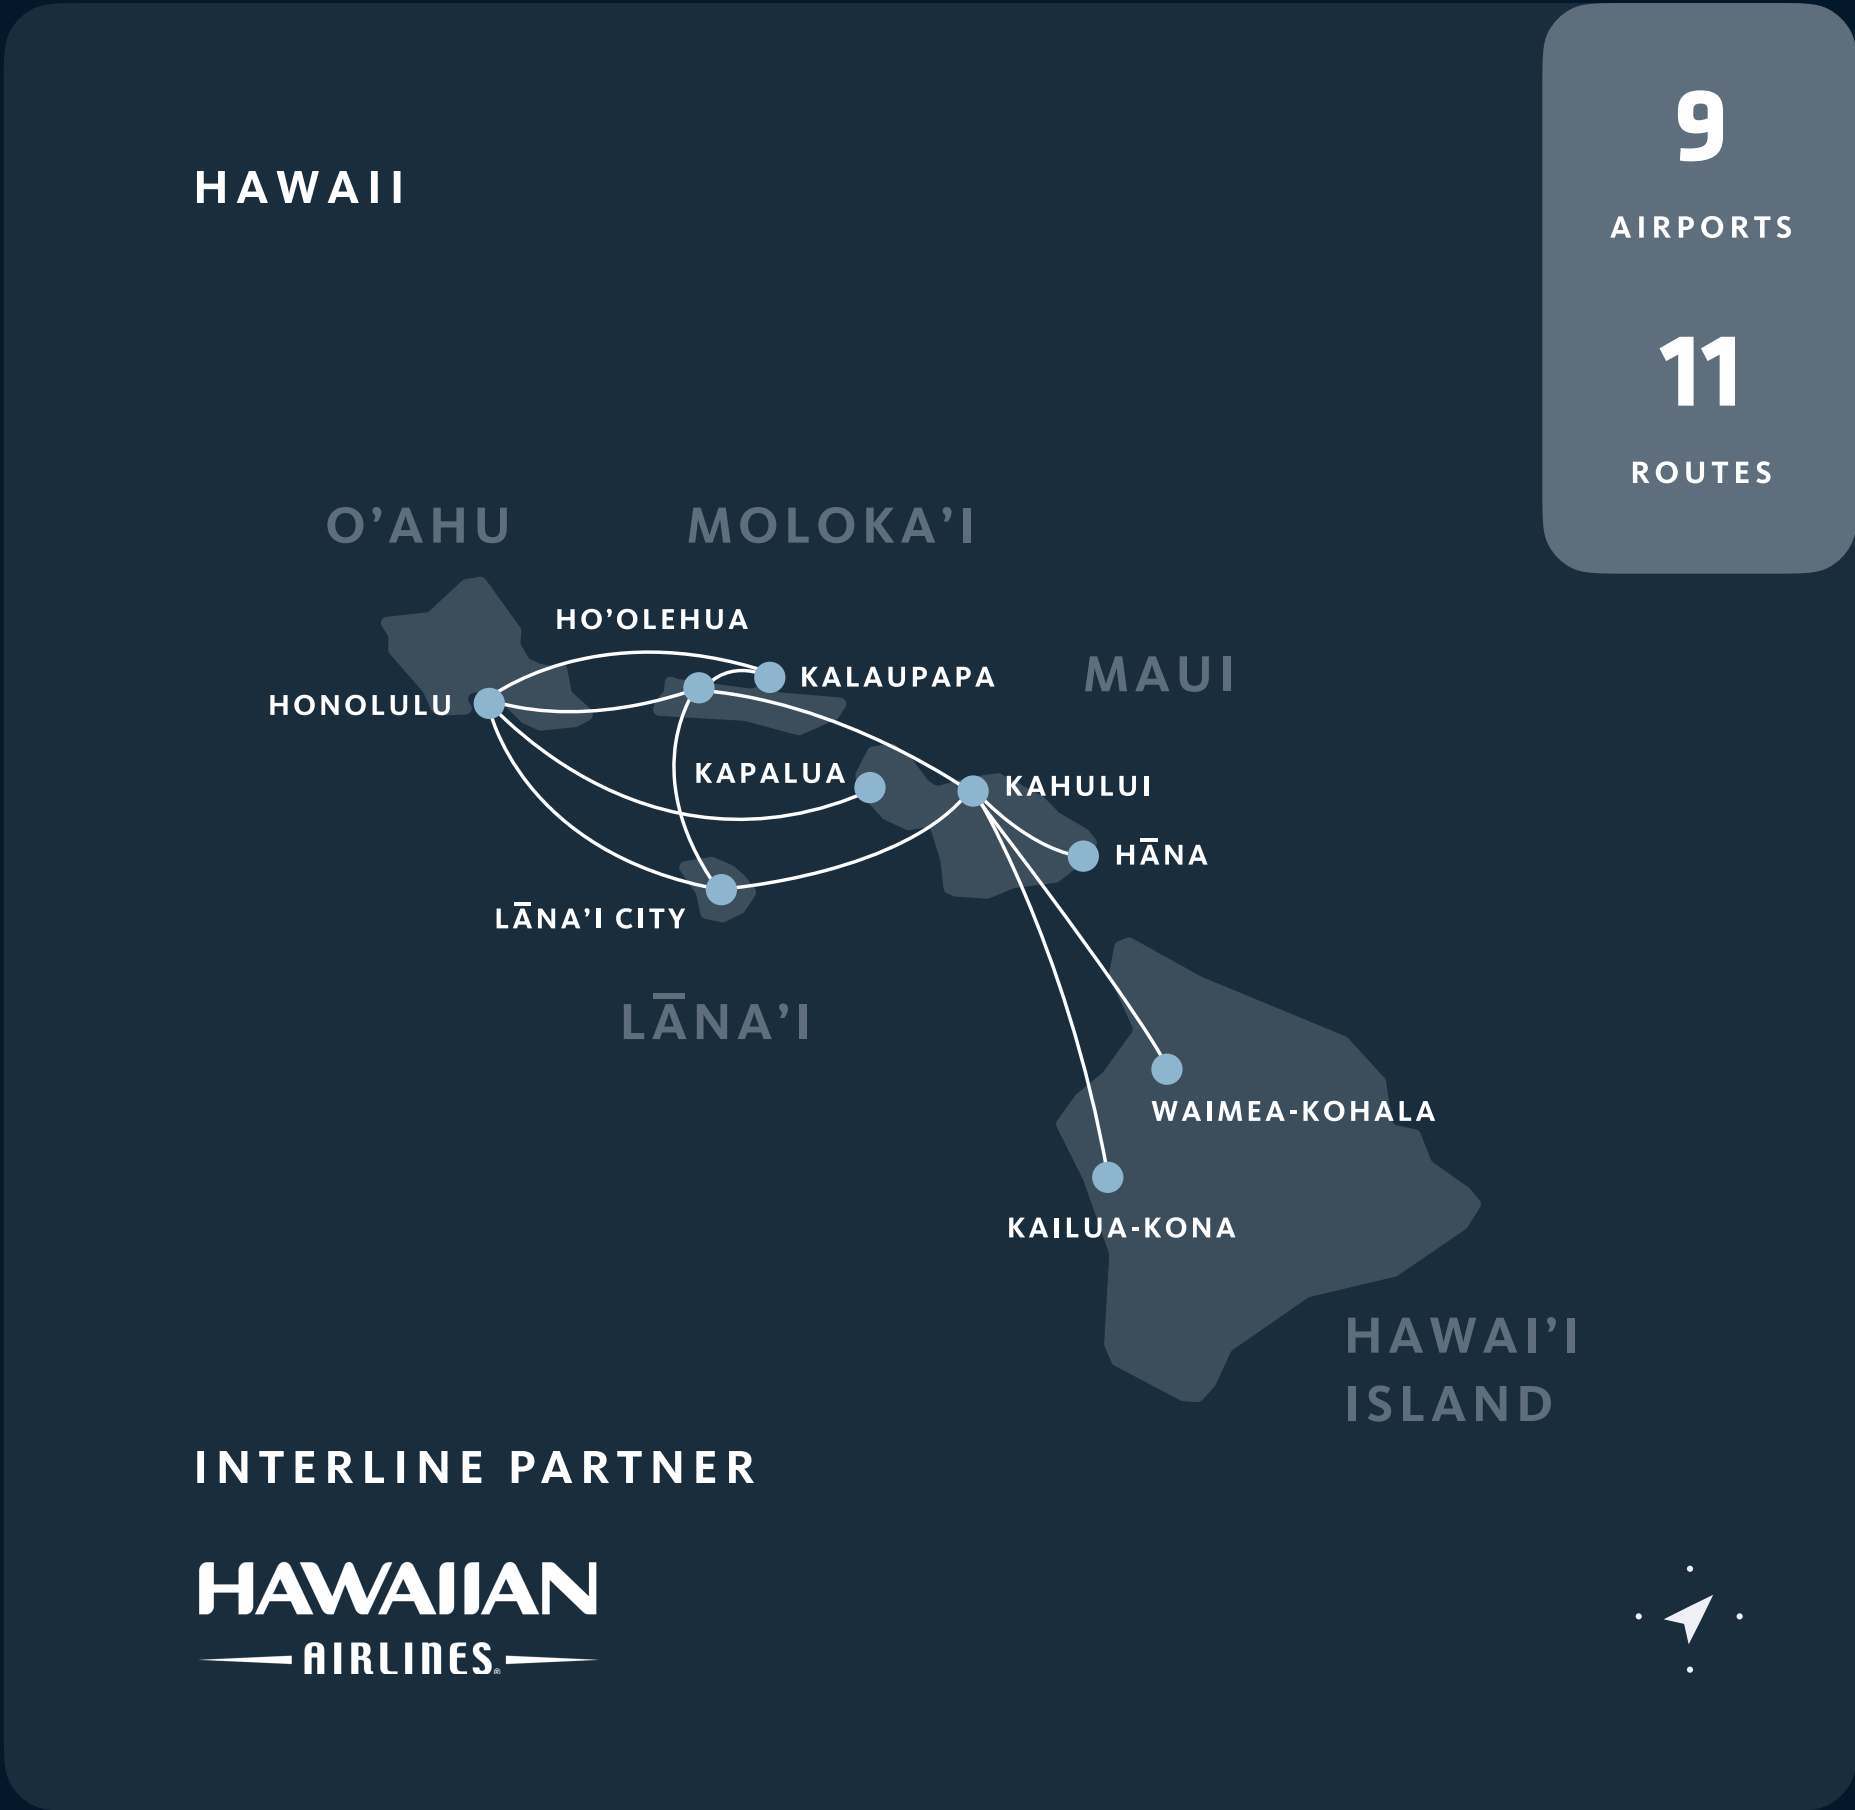 9
AIRPORTS
HAWAII
11
ROUTES
O’AHU
MOLOKA’I
HO’OLEHUA
MAUI
KALAUPAPA
HONOLULU
KAPALUA
KAHULUI
HĀNA
LĀNA’I CITY
LĀNA’I
WAIMEA-KOHALA
KAILUA-KONA
HAWAI’I
ISLAND
INTERLINE PARTNER
HAWAIIAN
AIRLINES®